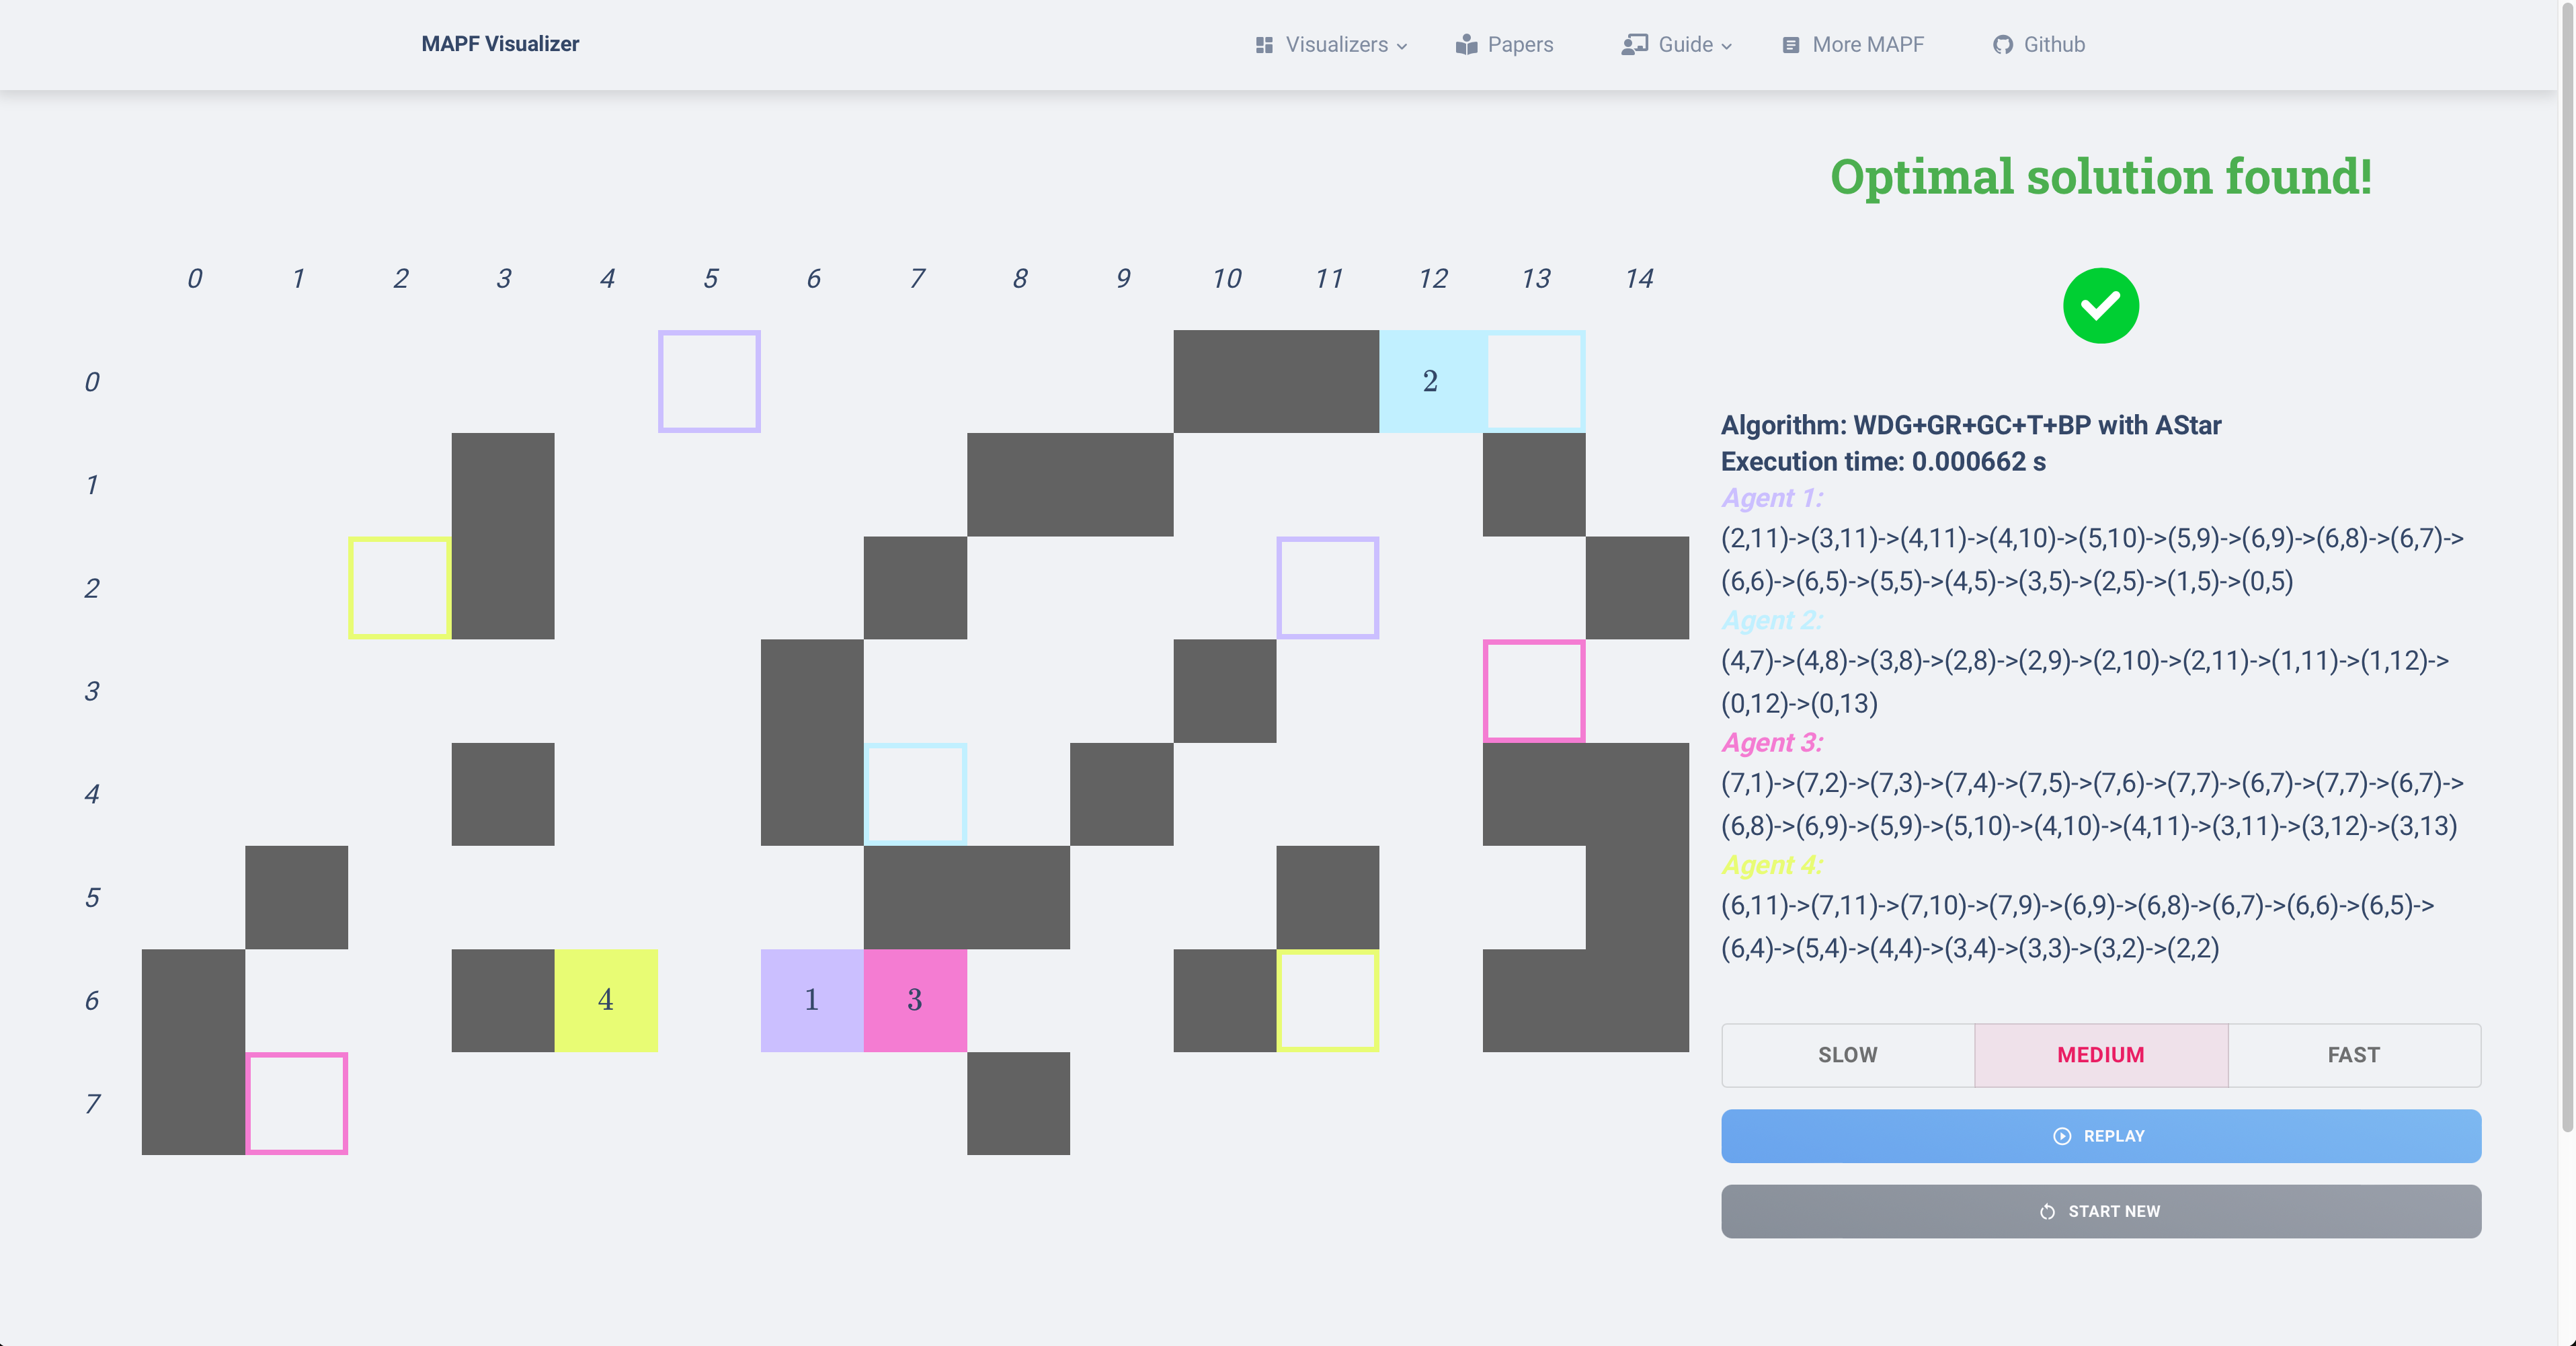 MAPF Visualizer Visualizers Papers Guide More MAPF Github
Optimal solution found!
0 1 2 3 4 5 6 7 8 9 10 11 12 13 14
0 2
1
2
3
4
5
6 4 1 3
7
Algorithm: WDG+GR+GC+T+BP with AStar
Execution time: 0.000662 s
Agent 1:
(2,11)->(3,11)->(4,11)->(4,10)->(5,10)->(5,9)->(6,9)->(6,8)->(6,7)->
(6,6)->(6,5)->(5,5)->(4,5)->(3,5)->(2,5)->(1,5)->(0,5)
Agent 2:
(4,7)->(4,8)->(3,8)->(2,8)->(2,9)->(2,10)->(2,11)->(1,11)->(1,12)->
(0,12)->(0,13)
Agent 3:
(7,1)->(7,2)->(7,3)->(7,4)->(7,5)->(7,6)->(7,7)->(6,7)->(7,7)->(6,7)->
(6,8)->(6,9)->(5,9)->(5,10)->(4,10)->(4,11)->(3,11)->(3,12)->(3,13)
Agent 4:
(6,11)->(7,11)->(7,10)->(7,9)->(6,9)->(6,8)->(6,7)->(6,6)->(6,5)->
(6,4)->(5,4)->(4,4)->(3,4)->(3,3)->(3,2)->(2,2)
SLOW MEDIUM FAST
REPLAY
START NEW